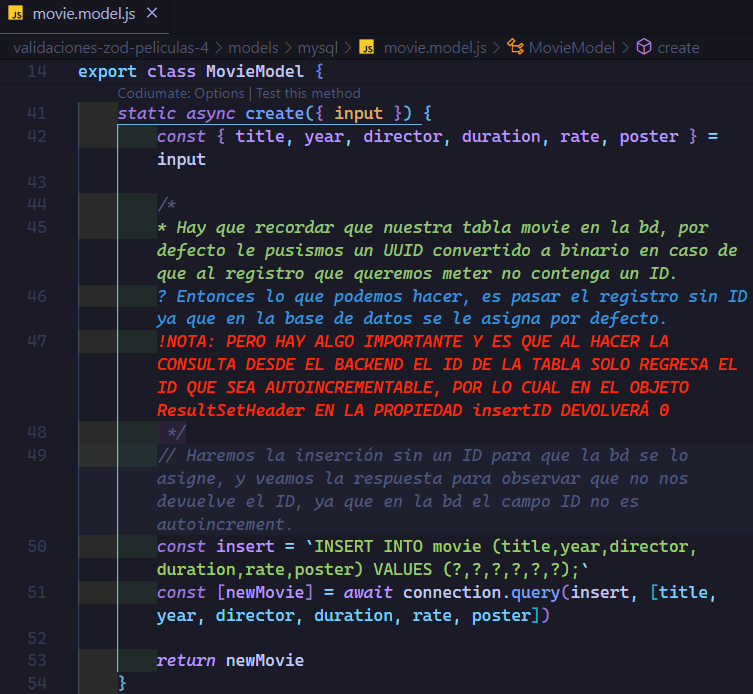 JS movie.model.js ×
validaciones-zod-peliculas-4 > models > mysql > JS movie.model.js > MovieModel > create
14 export class MovieModel {
Codiumate: Options | Test this method
41 static async create({ input }) {
42 const { title, year, director, duration, rate, poster } =
input
43
44 /*
45 * Hay que recordar que nuestra tabla movie en la bd, por
defecto le pusismos un UUID convertido a binario en caso de
que al registro que queremos meter no contenga un ID.
46 ? Entonces lo que podemos hacer, es pasar el registro sin ID
ya que en la base de datos se le asigna por defecto.
47 !NOTA: PERO HAY ALGO IMPORTANTE Y ES QUE AL HACER LA
CONSULTA DESDE EL BACKEND EL ID DE LA TABLA SOLO REGRESA EL
ID QUE SEA AUTOINCREMENTABLE, POR LO CUAL EN EL OBJETO
ResultSetHeader EN LA PROPIEDAD insertID DEVOLVERÁ 0
48 */
49 // Haremos la inserción sin un ID para que la bd se lo
asigne, y veamos la respuesta para observar que no nos
devuelve el ID, ya que en la bd el campo ID no es
autoincrement.
50 const insert = `INSERT INTO movie (title,year,director,
duration,rate,poster) VALUES (?,?,?,?,?,?);`
51 const [newMovie] = await connection.query(insert, [title,
year, director, duration, rate, poster])
52
53 return newMovie
54 }